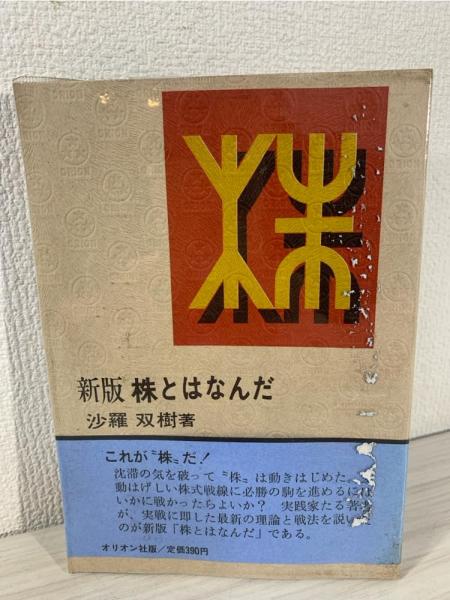 株
新版 株とはなんだ
沙羅 双樹著
これが〝株〟だ!
沈滞の気を破って〝株〟は動きはじめた。
動はげしい株式戦線に必勝の駒を進めるには
いかに戦かったらよいか? 実践家たる著者
が、実戦に即した最新の理論と戦法を説い
のが新版「株とはなんだ」である。
オリオン社版/定価390円
ORION